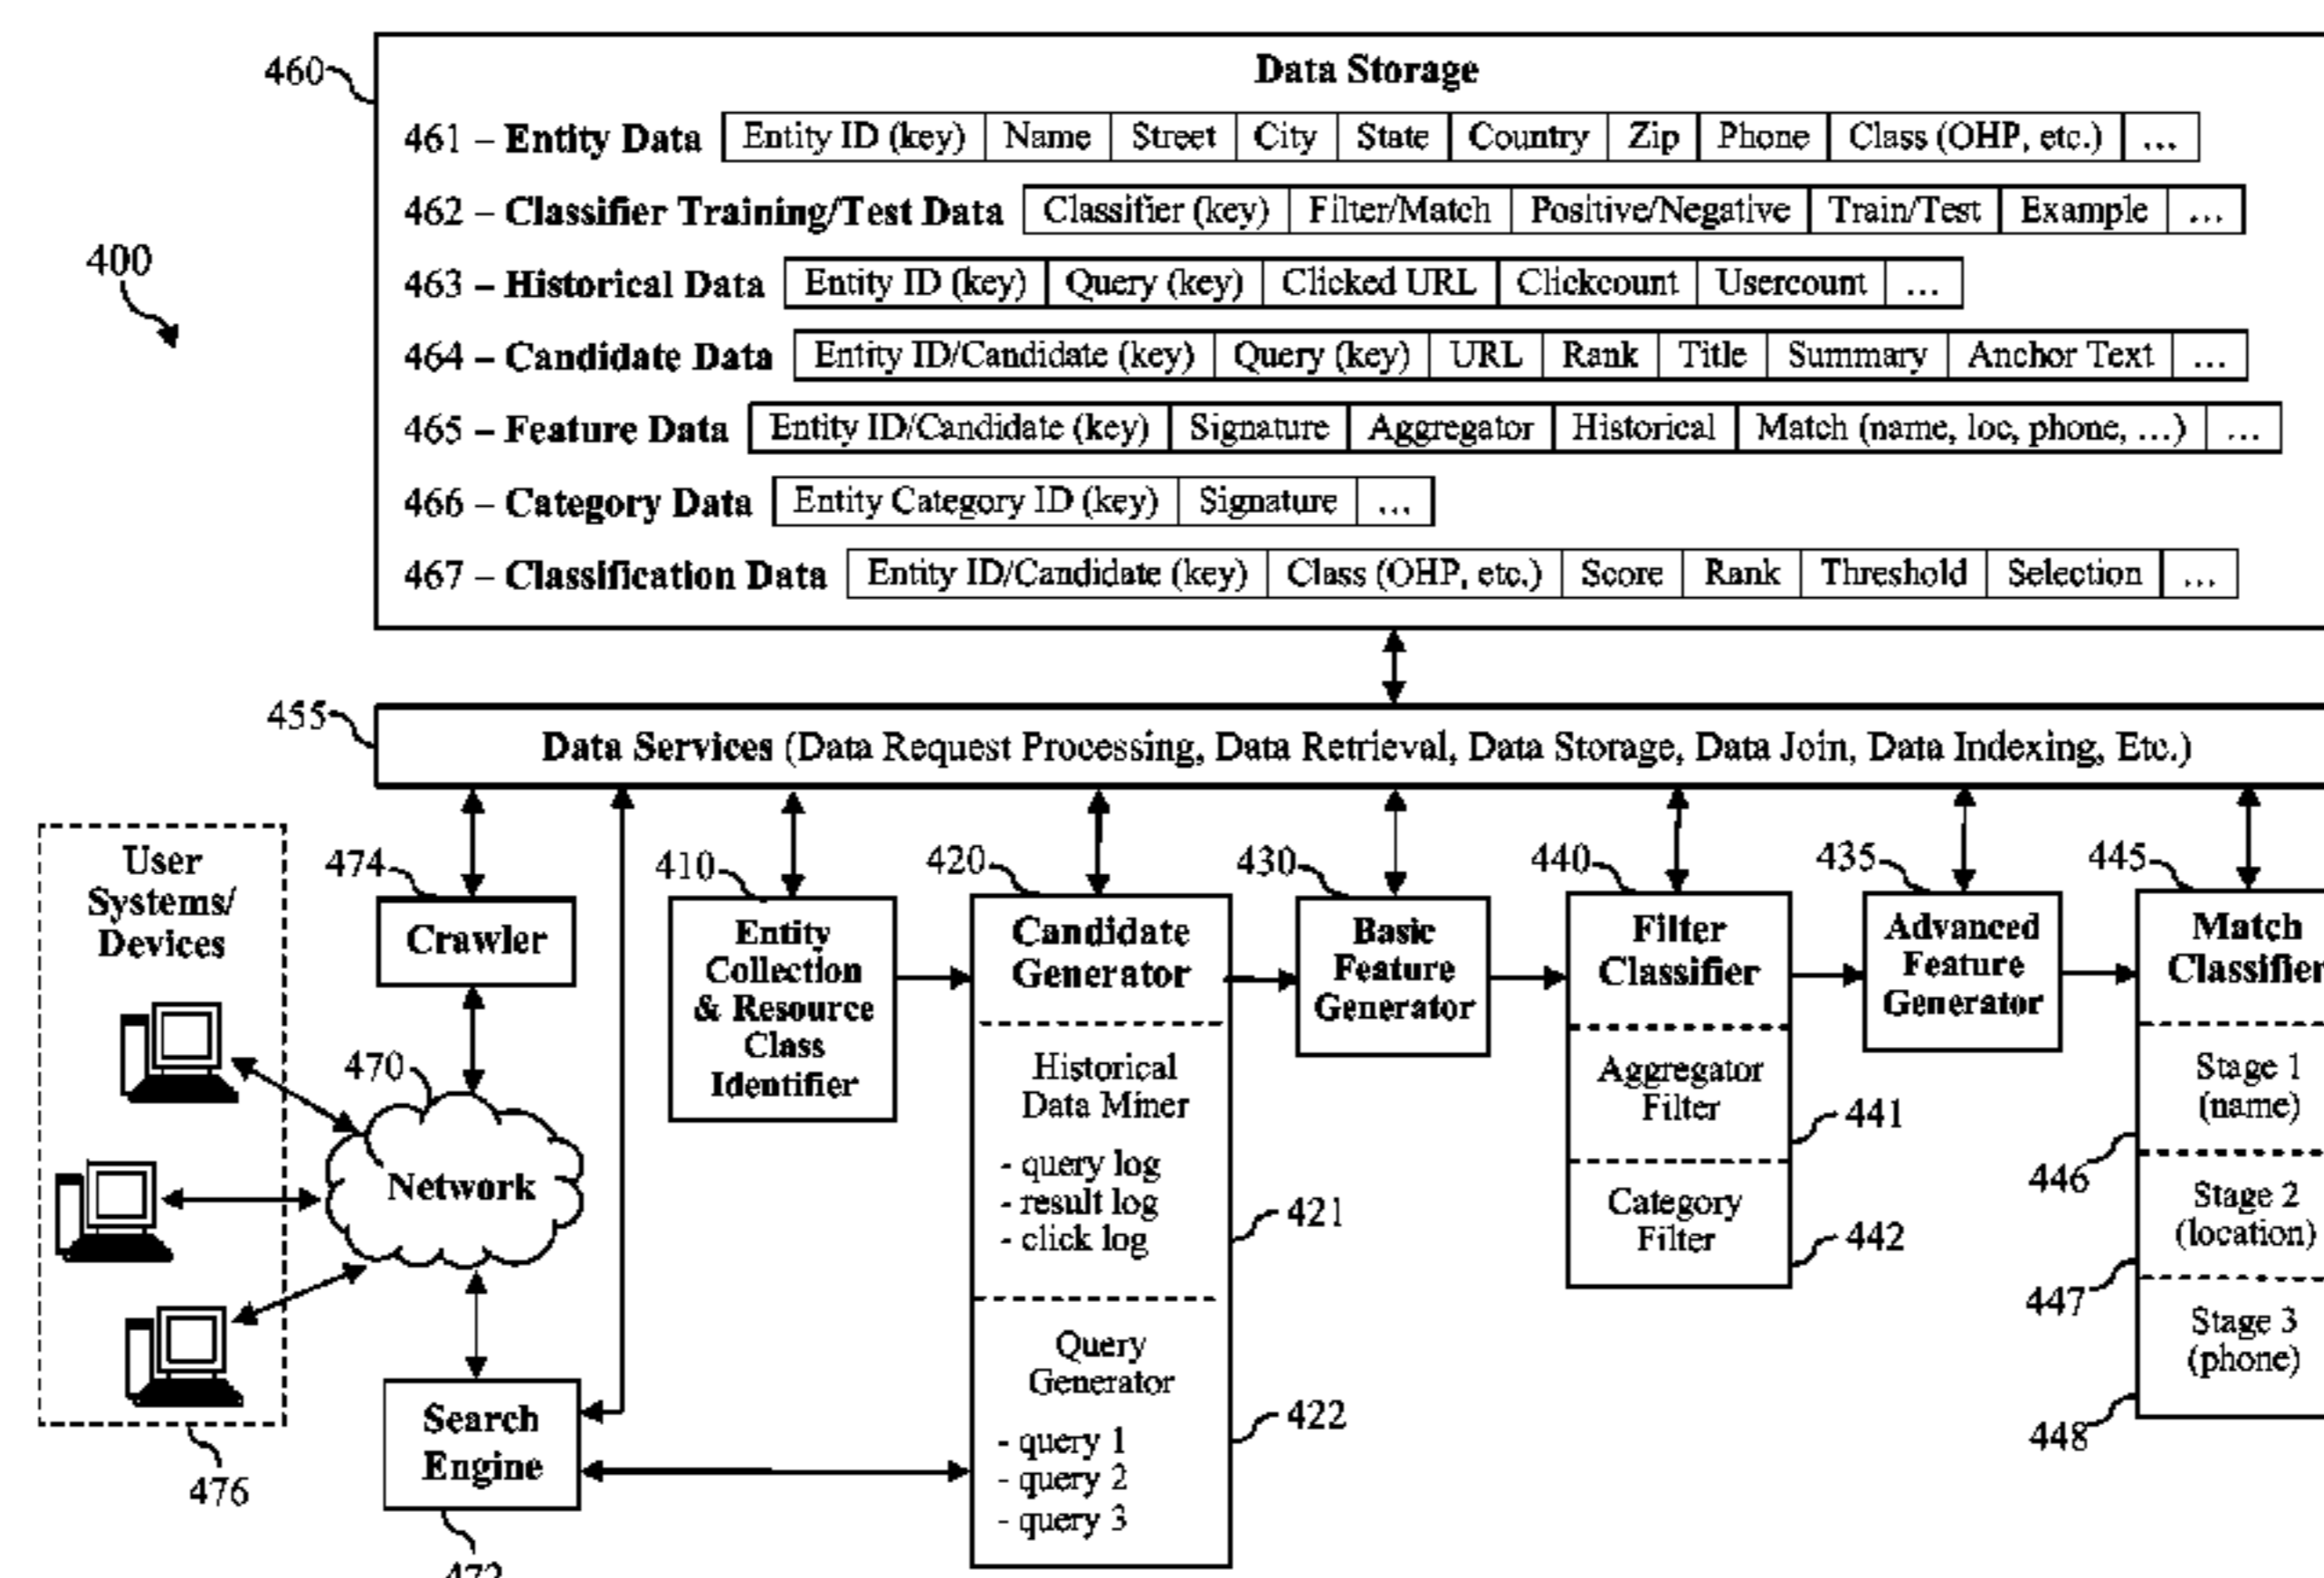 460
Data Storage
461 – Entity Data Entity ID (key) Name Street City State Country Zip Phone Class (OHP, etc.) ...
462 – Classifier Training/Test Data Classifier (key) Filter/Match Positive/Negative Train/Test Example ...
463 – Historical Data Entity ID (key) Query (key) Clicked URL Clickcount Usercount ...
464 – Candidate Data Entity ID/Candidate (key) Query (key) URL Rank Title Summary Anchor Text ...
465 – Feature Data Entity ID/Candidate (key) Signature Aggregator Historical Match (name, loc, phone, ...) ...
466 – Category Data Entity Category ID (key) Signature ...
467 – Classification Data Entity ID/Candidate (key) Class (OHP, etc.) Score Rank Threshold Selection ...
400
455
Data Services (Data Request Processing, Data Retrieval, Data Storage, Data Join, Data Indexing, Etc.)
User
Systems/
Devices
476
474
Crawler
470
Network
Search
Engine
410
Entity
Collection
& Resource
Class
Identifier
420
Candidate
Generator
Historical
Data Miner
- query log
- result log
- click log
421
Query
Generator
- query 1
- query 2
- query 3
422
430
Basic
Feature
Generator
440
Filter
Classifier
Aggregator
Filter
441
Category
Filter
442
435
Advanced
Feature
Generator
445
Match
Classifier
Stage 1
(name)
446
Stage 2
(location)
447
Stage 3
(phone)
448